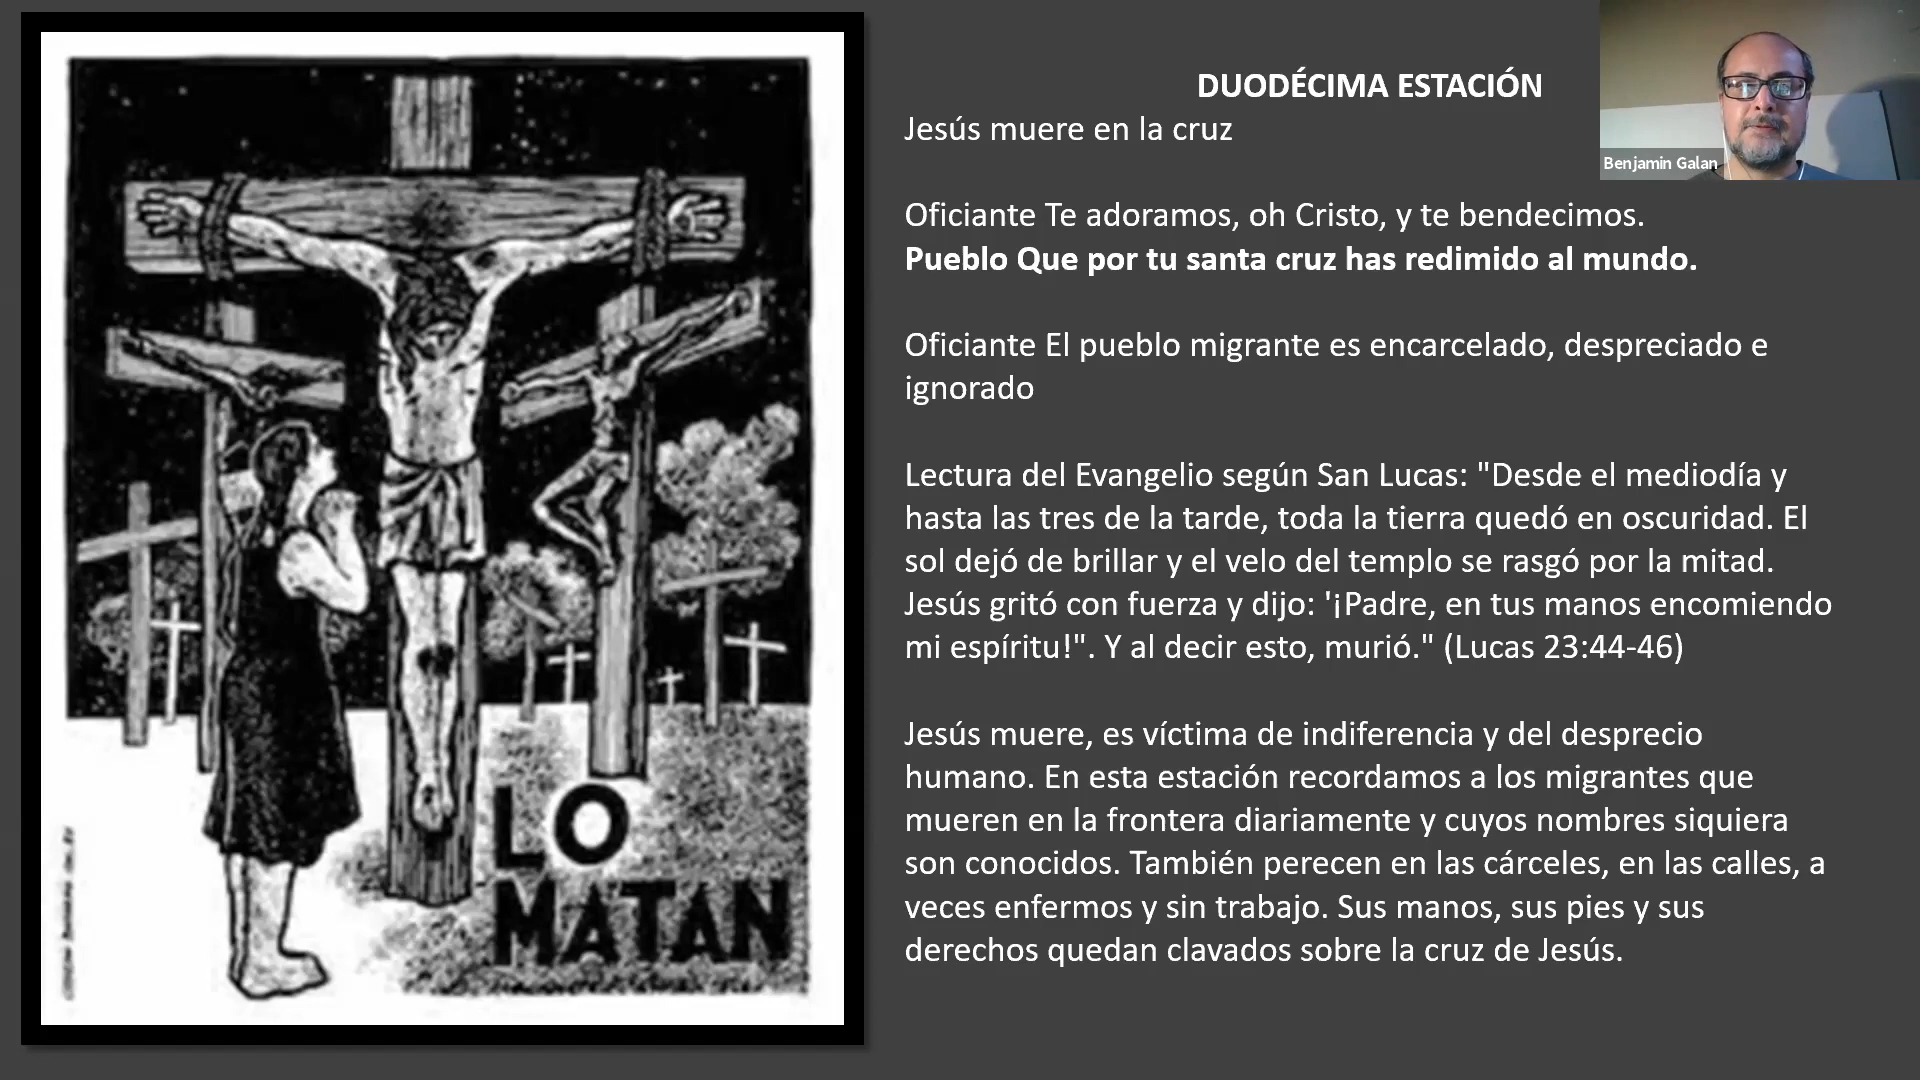 DUODÉCIMA ESTACIÓN
Jesús muere en la cruz
Oficiante Te adoramos, oh Cristo, y te bendecimos.
Pueblo Que por tu santa cruz has redimido al mundo.
Oficiante El pueblo migrante es encarcelado, despreciado e
ignorado
Lectura del Evangelio según San Lucas: "Desde el mediodía y
hasta las tres de la tarde, toda la tierra quedó en oscuridad. El
sol dejó de brillar y el velo del templo se rasgó por la mitad.
Jesús gritó con fuerza y dijo: '¡Padre, en tus manos encomiendo
mi espíritu!". Y al decir esto, murió." (Lucas 23:44-46)
Jesús muere, es víctima de indiferencia y del desprecio
humano. En esta estación recordamos a los migrantes que
mueren en la frontera diariamente y cuyos nombres siquiera
son conocidos. También perecen en las cárceles, en las calles, a
veces enfermos y sin trabajo. Sus manos, sus pies y sus
derechos quedan clavados sobre la cruz de Jesús.
Benjamin Galan
LO
MATAN